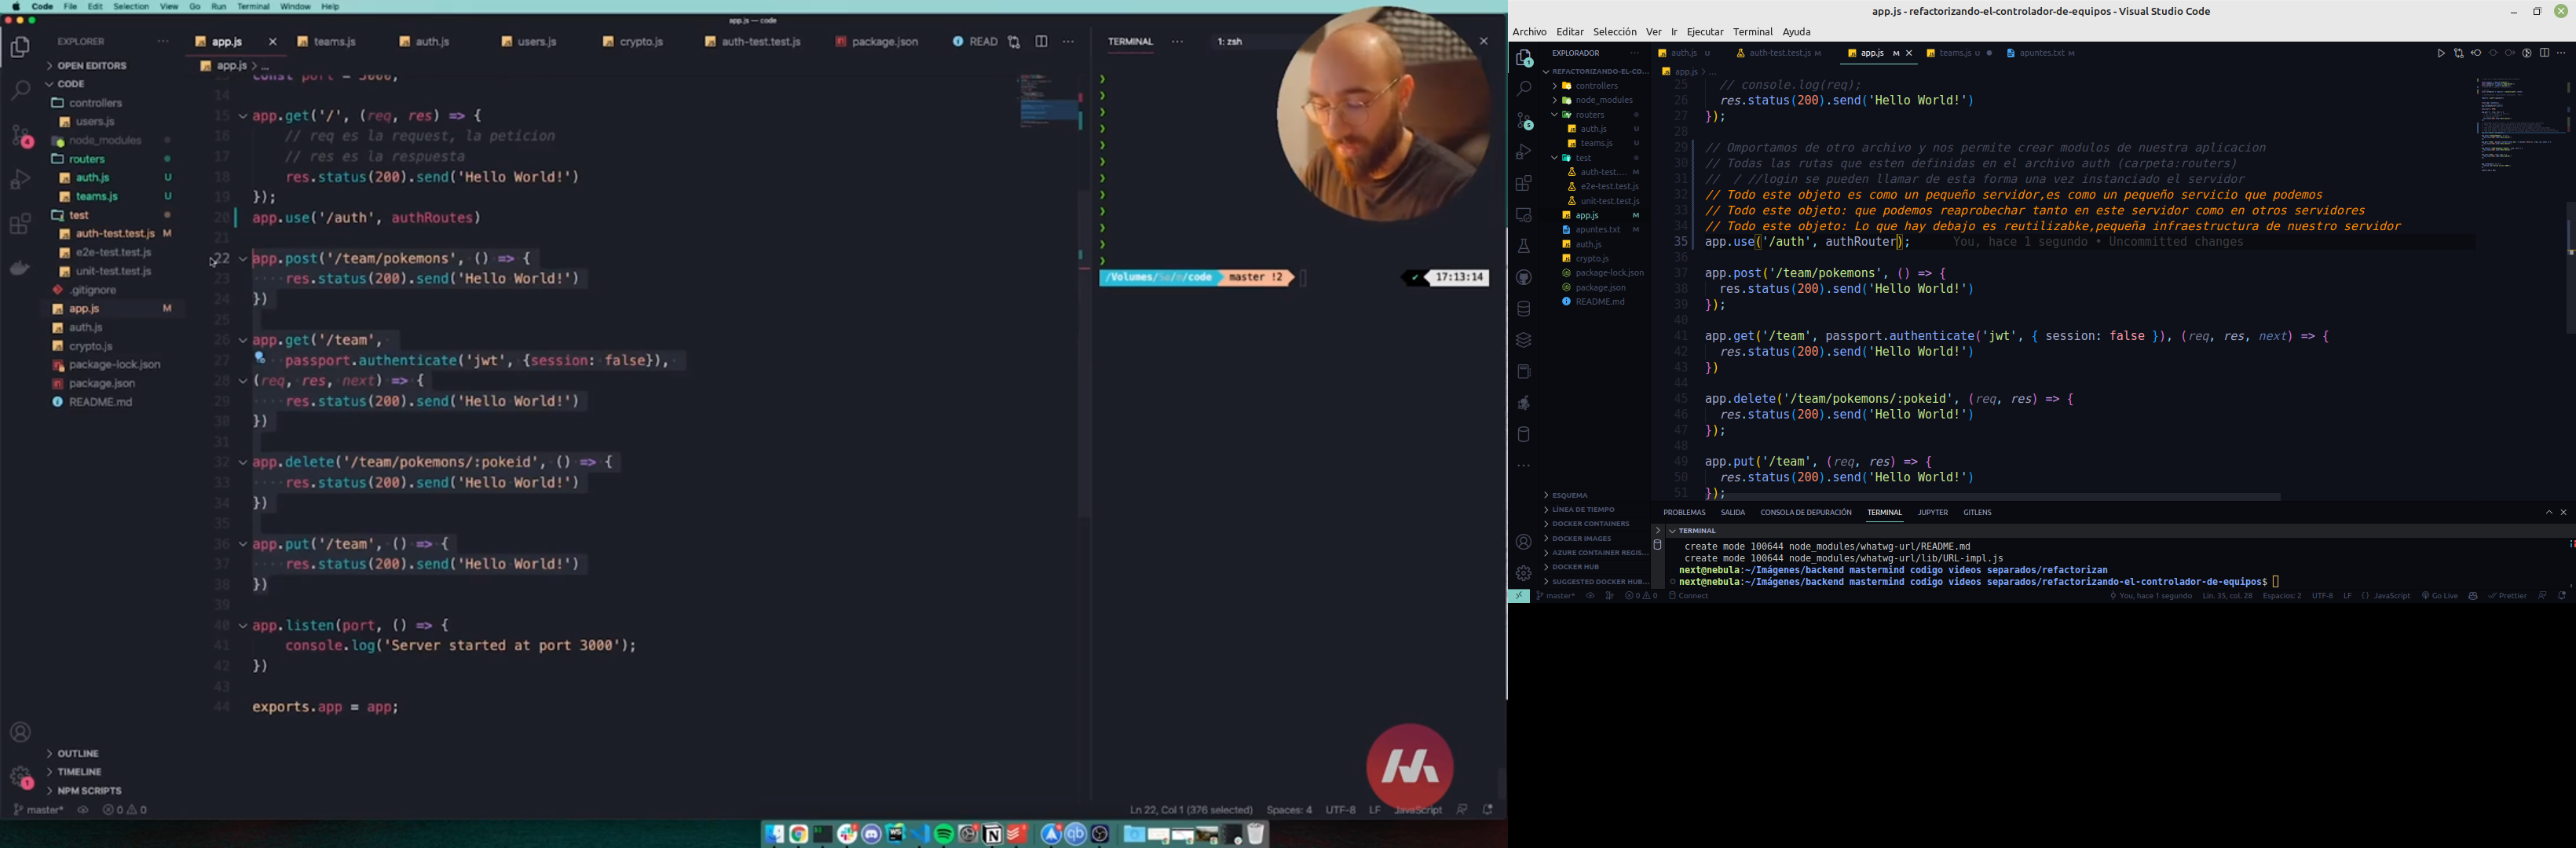 Code File Edit Selection View Go Run Terminal Window Help
app.js — code
EXPLORER
OPEN EDITORS
CODE
controllers
users.js
node_modules
routers
auth.js U
teams.js U
test
auth-test.test.js M
e2e-test.test.js
unit-test.test.js
.gitignore
app.js M
auth.js
crypto.js
package-lock.json
package.json
README.md
OUTLINE
TIMELINE
NPM SCRIPTS
app.js teams.js auth.js users.js crypto.js auth-test.test.js package.json READ
app.js > ...
const port = 3000;
14
15 app.get('/', (req, res) => {
16 // req es la request, la peticion
17 // res es la respuesta
18 res.status(200).send('Hello World!')
19 });
20 app.use('/auth', authRoutes)
21
22 app.post('/team/pokemons', () => {
23 res.status(200).send('Hello World!')
24 })
25
26 app.get('/team',
27 passport.authenticate('jwt', {session: false}),
28 (req, res, next) => {
29 res.status(200).send('Hello World!')
30 })
31
32 app.delete('/team/pokemons/:pokeid', () => {
33 res.status(200).send('Hello World!')
34 })
35
36 app.put('/team', () => {
37 res.status(200).send('Hello World!')
38 })
39
40 app.listen(port, () => {
41 console.log('Server started at port 3000');
42 })
43
44 exports.app = app;
TERMINAL ... 1: zsh
/Volumes/ /code master !2 ✓ 17:13:14
master* 0 0
Ln 22, Col 1 (376 selected) Spaces: 4 UTF-8 LF JavaScript
app.js - refactorizando-el-controlador-de-equipos - Visual Studio Code
Archivo Editar Selección Ver Ir Ejecutar Terminal Ayuda
EXPLORADOR
REFACTORIZANDO-EL-CO...
controllers
node_modules
routers
auth.js U
teams.js U
test
auth-test.... M
e2e-test.test.js
unit-test.test.js
app.js M
apuntes.txt M
auth.js
crypto.js
package-lock.json
package.json
README.md
ESQUEMA
LÍNEA DE TIEMPO
DOCKER CONTAINERS
DOCKER IMAGES
AZURE CONTAINER REGIS...
DOCKER HUB
SUGGESTED DOCKER HUB...
auth.js U auth-test.test.js M app.js M teams.js U apuntes.txt M
app.js > ...
25 // console.log(req);
26 res.status(200).send('Hello World!')
27 });
28
29 // Omportamos de otro archivo y nos permite crear modulos de nuestra aplicacion
30 // Todas las rutas que esten definidas en el archivo auth (carpeta:routers)
31 // / //login se pueden llamar de esta forma una vez instanciado el servidor
32 // Todo este objeto es como un pequeño servidor,es como un pequeño servicio que podemos
33 // Todo este objeto: que podemos reaprobechar tanto en este servidor como en otros servidores
34 // Todo este objeto: Lo que hay debajo es reutilizabke,pequeña infraestructura de nuestro servidor
35 app.use('/auth', authRouter); You, hace 1 segundo • Uncommitted changes
36
37 app.post('/team/pokemons', () => {
38 res.status(200).send('Hello World!')
39 });
40
41 app.get('/team', passport.authenticate('jwt', { session: false }), (req, res, next) => {
42 res.status(200).send('Hello World!')
43 })
44
45 app.delete('/team/pokemons/:pokeid', (req, res) => {
46 res.status(200).send('Hello World!')
47 });
48
49 app.put('/team', (req, res) => {
50 res.status(200).send('Hello World!')
51 });
PROBLEMAS SALIDA CONSOLA DE DEPURACIÓN TERMINAL JUPYTER GITLENS
TERMINAL
create mode 100644 node_modules/whatwg-url/README.md
create mode 100644 node_modules/whatwg-url/lib/URL-impl.js
next@nebula:~/Imágenes/backend mastermind codigo videos separados/refactorizan
next@nebula:~/Imágenes/backend mastermind codigo videos separados/refactorizando-el-controlador-de-equipos$
master* 0 0 Connect
You, hace 1 segundo Lín. 35, col. 28 Espacios: 2 UTF-8 LF {} JavaScript Go Live Prettier